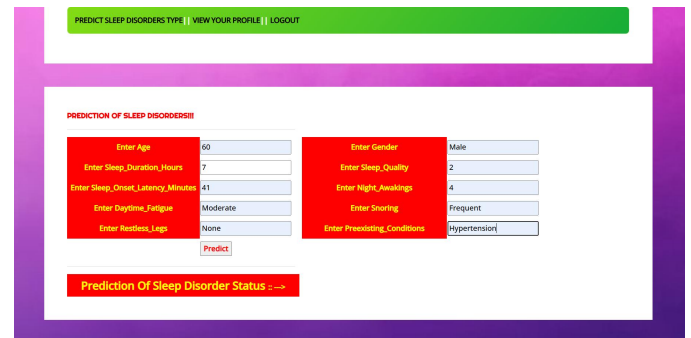 PREDICT SLEEP DISORDERS TYPE || VIEW YOUR PROFILE || LOGOUT
PREDICTION OF SLEEP DISORDERS!!!
Enter Age 60 Enter Gender Male
Enter Sleep_Duration_Hours 7 Enter Sleep_Quality 2
Enter Sleep_Onset_Latency_Minutes 41 Enter Night_Awakings 4
Enter Daytime_Fatigue Moderate Enter Snoring Frequent
Enter Restless_Legs None Enter Preexisting_Conditions Hypertension
Predict
Prediction Of Sleep Disorder Status :: --->